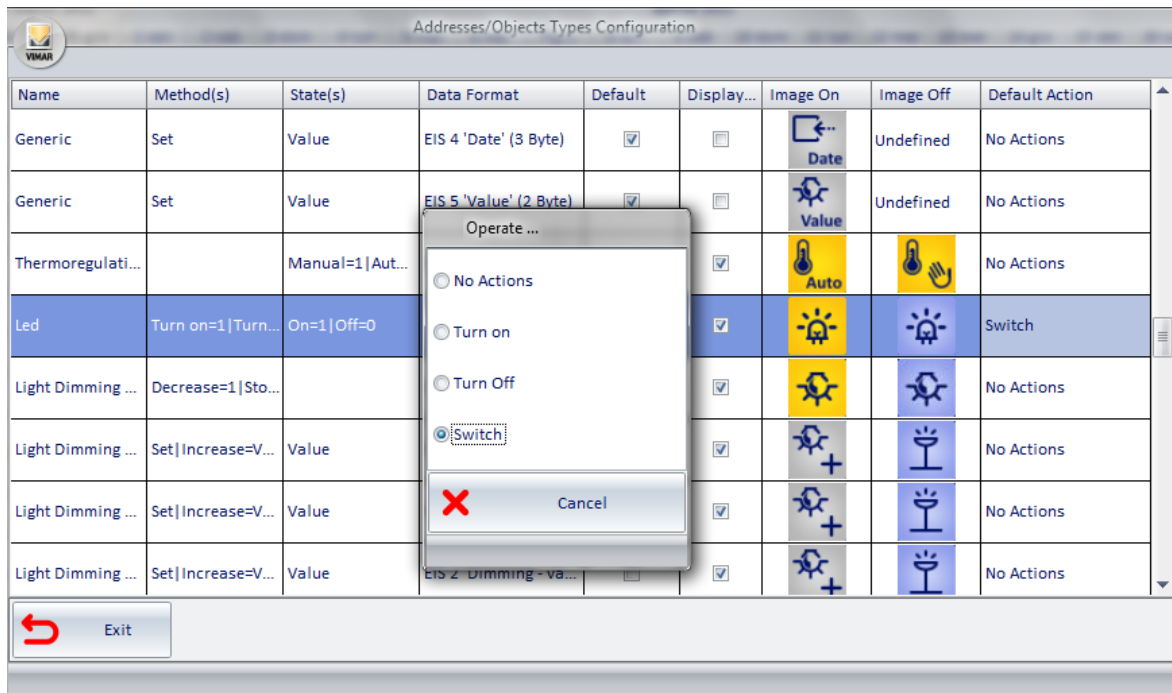 Addresses/Objects Types Configuration
VIMAR
Name Method(s) State(s) Data Format Default Display... Image On Image Off Default Action
Generic Set Value EIS 4 'Date' (3 Byte) Date Undefined No Actions
Generic Set Value EIS 5 'Value' (2 Byte) Value Undefined No Actions
Operate ...
Thermoregulati... Manual=1|Aut... Auto No Actions
No Actions
Led Turn on=1|Turn... On=1|Off=0 Switch
Turn on
Light Dimming ... Decrease=1|Sto... No Actions
Turn Off
Light Dimming ... Set|Increase=V... Value No Actions
Switch
Light Dimming ... Set|Increase=V... Value No Actions
Cancel
Light Dimming ... Set|Increase=V... Value EIS 2 'Dimming - va... No Actions
Exit